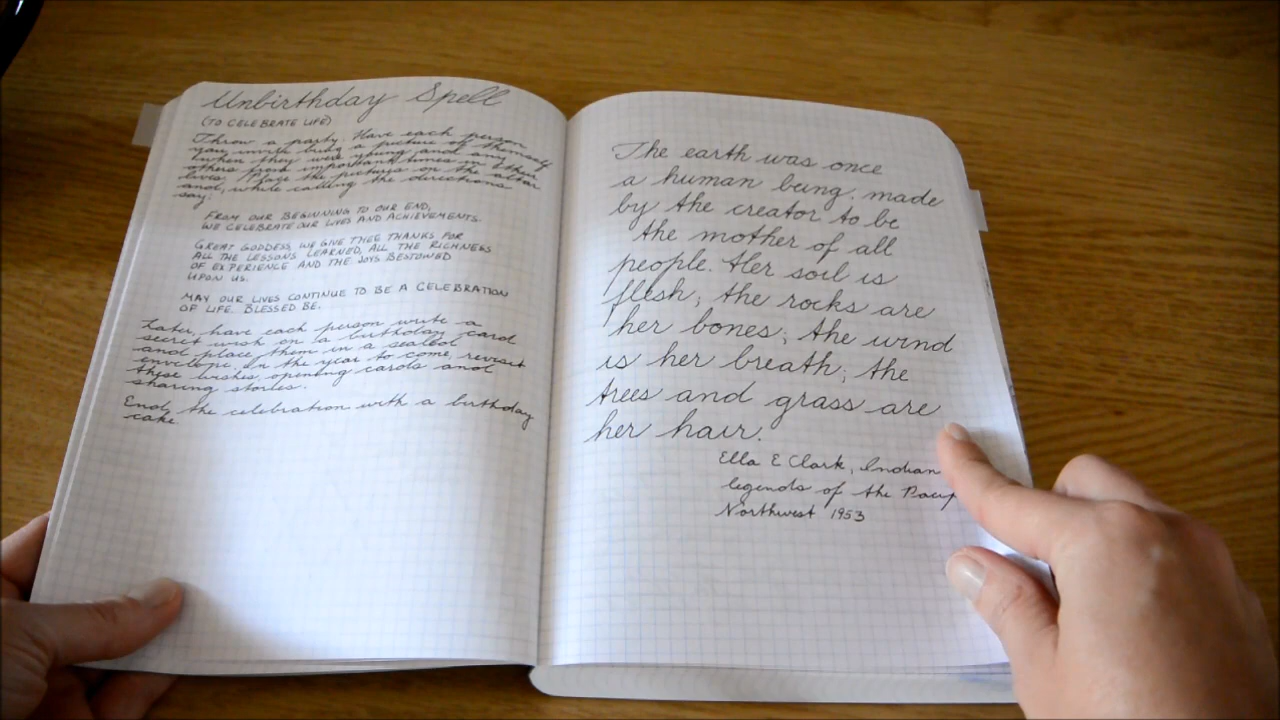 Unbirthday Spell
(TO CELEBRATE LIFE)
Throw a party. Have each person
you invite bring a picture of themself
when they were young and any
others from important times in their
lives. Place the pictures on the altar
and, while calling the directions
say:
FROM OUR BEGINNING TO OUR END,
WE CELEBRATE OUR LIVES AND ACHIEVEMENTS.
GREAT GODDESS, WE GIVE THEE THANKS FOR
ALL THE LESSONS LEARNED, ALL THE RICHNESS
OF EXPERIENCE AND THE JOYS BESTOWED
UPON US.
MAY OUR LIVES CONTINUE TO BE A CELEBRATION
OF LIFE. BLESSED BE.
Later, have each person write a
secret wish on a birthday card
and place them in a sealed
envelope. In the year to come, revisit
these wishes, opening cards and
sharing stories.
End the celebration with a birthday
cake.
The earth was once
a human being, made
by the creator to be
the mother of all
people. Her soil is
flesh; the rocks are
her bones; the wind
is her breath; the
trees and grass are
her hair.
Ella E Clark, Indian
legends of the
Northwest 1953